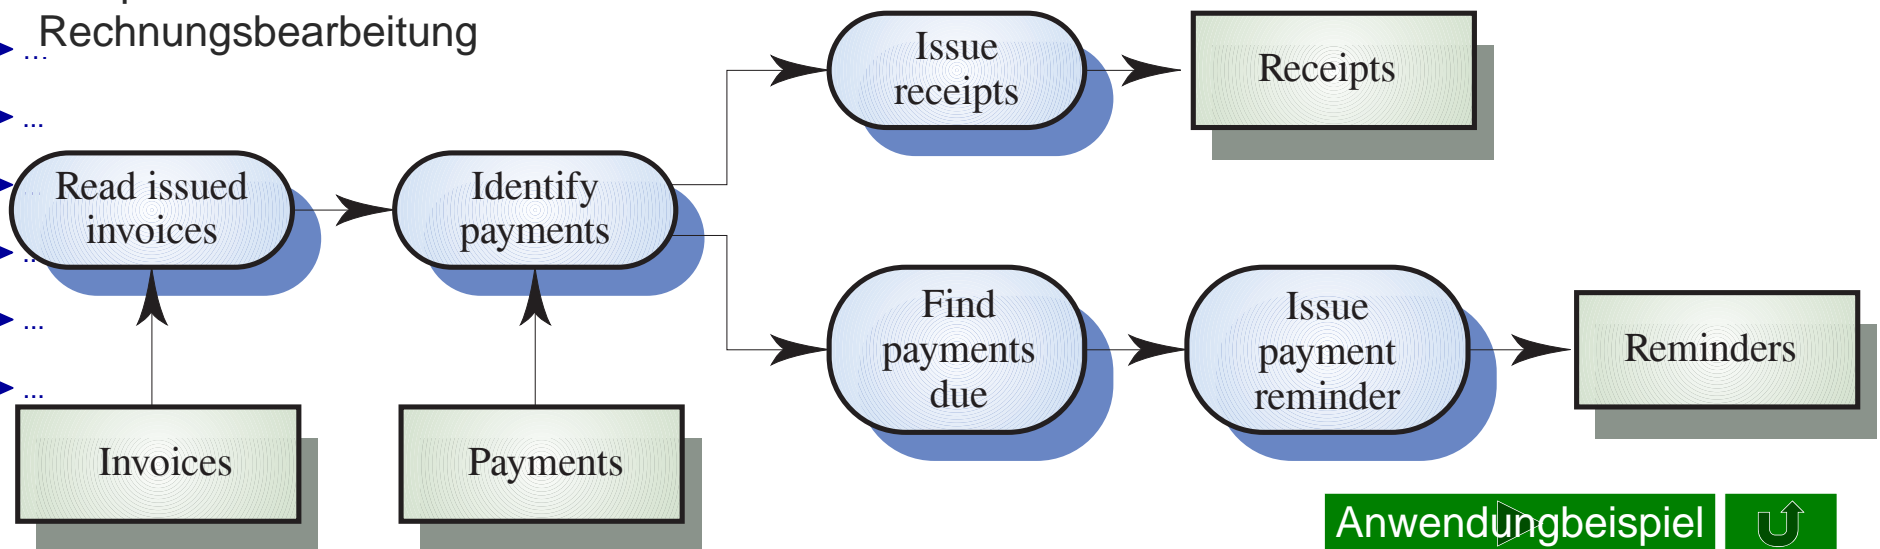 Rechnungsbearbeitung
...
...
...
...
...
...
Issue
receipts
Receipts
Read issued
invoices
Identify
payments
Find
payments
due
Issue
payment
reminder
Reminders
Invoices
Payments
Anwendungbeispiel